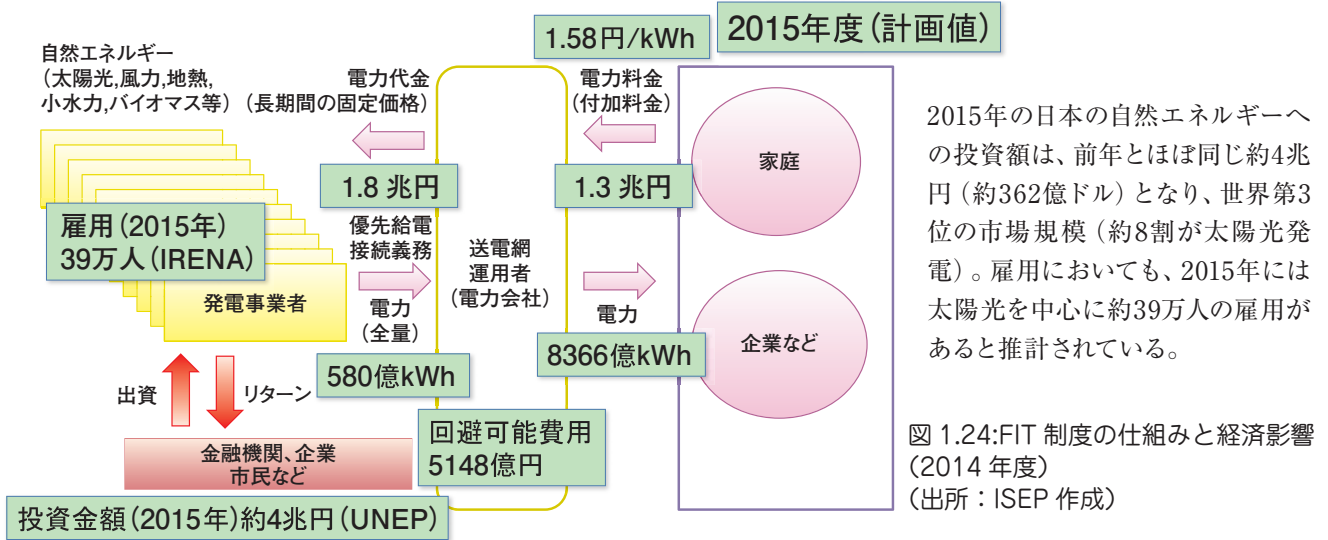 2015年度(計画値)
1.58円/kWh
自然エネルギー
(太陽光,風力,地熱,
小水力,バイオマス等)
電力代金
(長期間の固定価格)
電力料金
(付加料金)
1.8 兆円
1.3 兆円
家庭
雇用(2015年)
39万人(IRENA)
発電事業者
優先給電
接続義務
電力
(全量)
送電網
運用者
(電力会社)
電力
企業など
580億kWh
8366億kWh
出資
リターン
回避可能費用
5148億円
金融機関、企業
市民など
投資金額(2015年)約4兆円(UNEP)
2015年の日本の自然エネルギーへ
の投資額は、前年とほぼ同じ約4兆
円(約362億ドル)となり、世界第3
位の市場規模(約8割が太陽光発
電)。雇用においても、2015年には
太陽光を中心に約39万人の雇用が
あると推計されている。
図 1.24:FIT 制度の仕組みと経済影響
(2014 年度)
(出所:ISEP 作成)